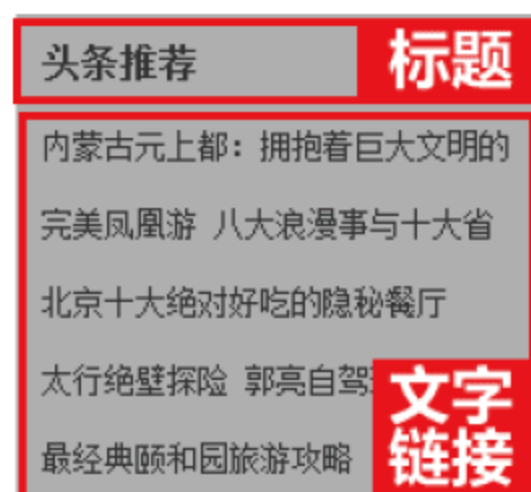 头条推荐
标题
内蒙古元上都：拥抱着巨大文明的
完美凤凰游 八大浪漫事与十大省
北京十大绝对好吃的隐秘餐厅
太行绝壁探险 郭亮自驾
最经典颐和园旅游攻略
文字
链接